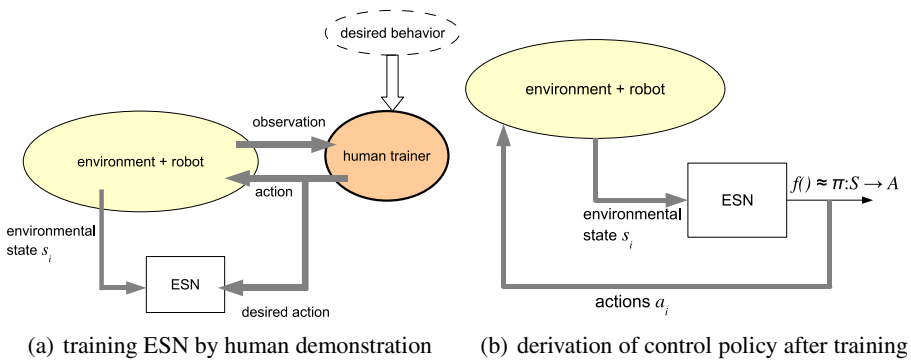 desired behavior
observation
environment + robot
human trainer
action
environmental
state s_i
ESN
desired action
(a) training ESN by human demonstration
environment + robot
ESN
f() ≈ π:S → A
environmental
state s_i
actions a_i
(b) derivation of control policy after training